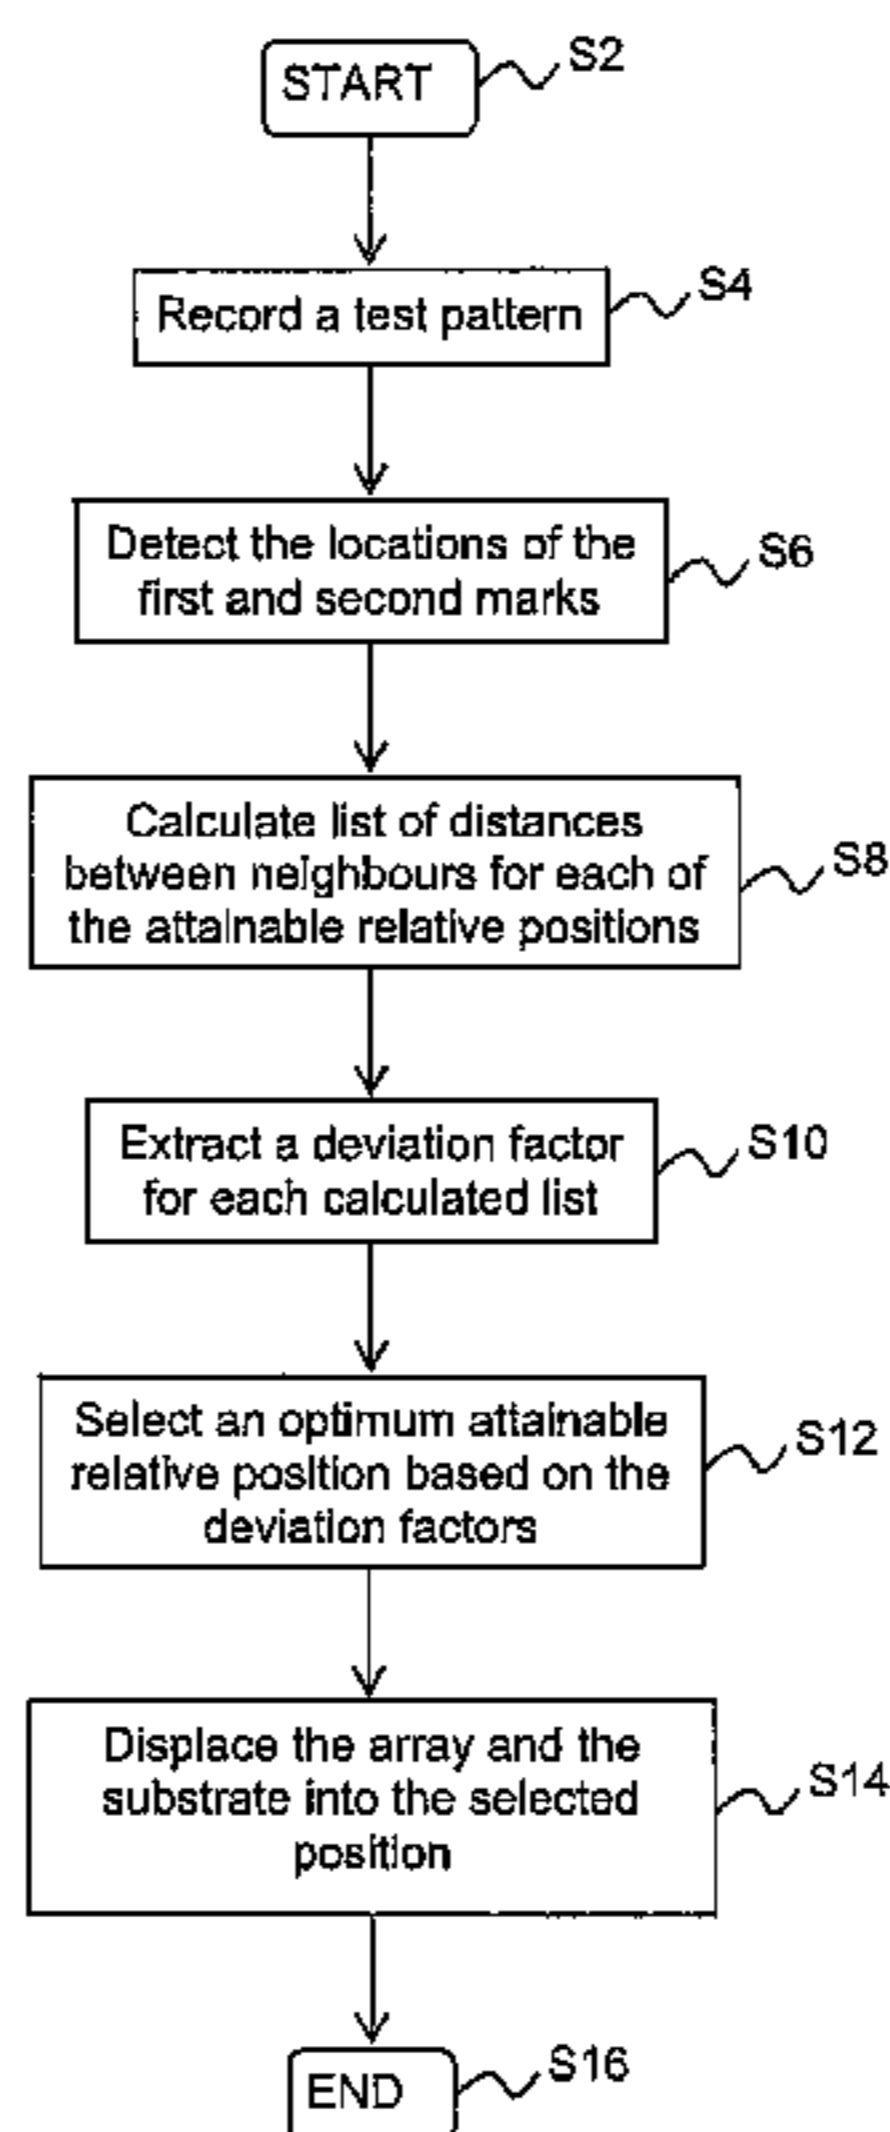 START
S2
Record a test pattern
S4
Detect the locations of the
first and second marks
S6
Calculate list of distances
between neighbours for each of
the attainable relative positions
S8
Extract a deviation factor
for each calculated list
S10
Select an optimum attainable
relative position based on the
deviation factors
S12
Displace the array and the
substrate into the selected
position
S14
END
S16